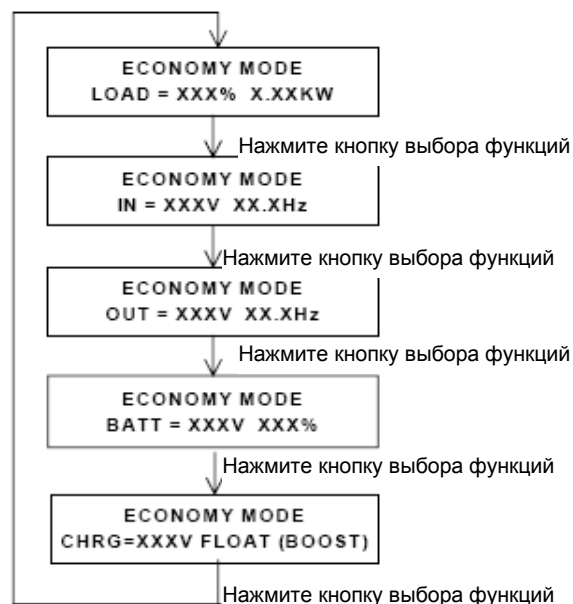 ECONOMY MODE
LOAD = XXX% X.XXKW
Нажмите кнопку выбора функций
ECONOMY MODE
IN = XXXV XX.XHz
Нажмите кнопку выбора функций
ECONOMY MODE
OUT = XXXV XX.XHz
Нажмите кнопку выбора функций
ECONOMY MODE
BATT = XXXV XXX%
Нажмите кнопку выбора функций
ECONOMY MODE
CHRG=XXXV FLOAT (BOOST)
Нажмите кнопку выбора функций